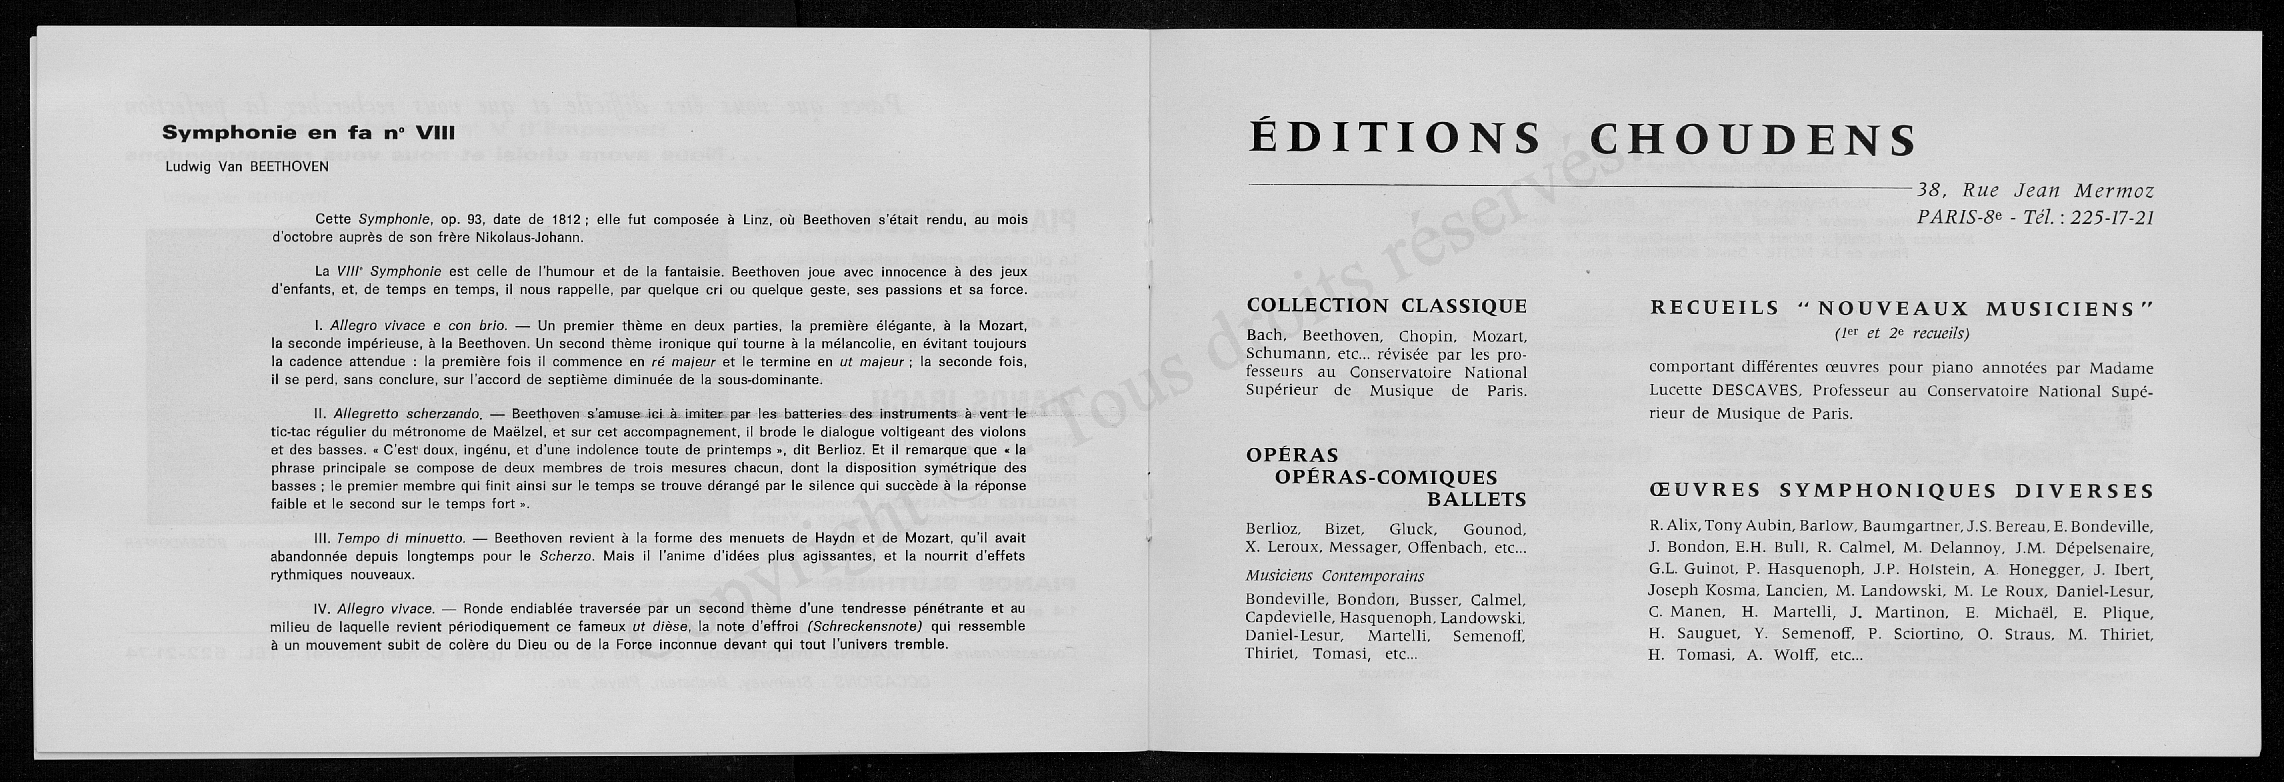 Symphonie en fa n° VIII
Ludwig Van BEETHOVEN
Cette Symphonie, op. 93, date de 1812 ; elle fut composée à Linz, où Beethoven s'était rendu, au mois
d'octobre auprès de son frère Nikolaus-Johann.
La VIIIe Symphonie est celle de l'humour et de la fantaisie. Beethoven joue avec innocence à des jeux
d'enfants, et, de temps en temps, il nous rappelle, par quelque cri ou quelque geste, ses passions et sa force.
I. Allegro vivace e con brio. — Un premier thème en deux parties, la première élégante, à la Mozart,
la seconde impérieuse, à la Beethoven. Un second thème ironique qui tourne à la mélancolie, en évitant toujours
la cadence attendue : la première fois il commence en ré majeur et le termine en ut majeur ; la seconde fois,
il se perd, sans conclure, sur l'accord de septième diminuée de la sous-dominante.
II. Allegretto scherzando. — Beethoven s'amuse ici à imiter par les batteries des instruments à vent le
tic-tac régulier du métronome de Maëlzel, et sur cet accompagnement, il brode le dialogue voltigeant des violons
et des basses. « C'est doux, ingénu, et d'une indolence toute de printemps », dit Berlioz. Et il remarque que « la
phrase principale se compose de deux membres de trois mesures chacun, dont la disposition symétrique des
basses ; le premier membre qui finit ainsi sur le temps se trouve dérangé par le silence qui succède à la réponse
faible et le second sur le temps fort ».
III. Tempo di minuetto. — Beethoven revient à la forme des menuets de Haydn et de Mozart, qu'il avait
abandonnée depuis longtemps pour le Scherzo. Mais il l'anime d'idées plus agissantes, et la nourrit d'effets
rythmiques nouveaux.
IV. Allegro vivace. — Ronde endiablée traversée par un second thème d'une tendresse pénétrante et au
milieu de laquelle revient périodiquement ce fameux ut dièse, la note d'effroi (Schreckensnote) qui ressemble
à un mouvement subit de colère du Dieu ou de la Force inconnue devant qui tout l'univers tremble.
ÉDITIONS CHOUDENS
38, Rue Jean Mermoz
PARIS-8e - Tél. : 225-17-21
COLLECTION CLASSIQUE
Bach, Beethoven, Chopin, Mozart,
Schumann, etc... révisée par les pro-
fesseurs au Conservatoire National
Supérieur de Musique de Paris.
OPÉRAS
OPÉRAS-COMIQUES
BALLETS
Berlioz, Bizet, Gluck, Gounod,
X. Leroux, Messager, Offenbach, etc...
Musiciens Contemporains
Bondeville, Bondon, Busser, Calmel,
Capdevielle, Hasquenoph, Landowski,
Daniel-Lesur, Martelli, Semenoff,
Thiriet, Tomasi, etc...
RECUEILS “ NOUVEAUX MUSICIENS ”
(1er et 2e recueils)
comportant différentes œuvres pour piano annotées par Madame
Lucette DESCAVES, Professeur au Conservatoire National Supé-
rieur de Musique de Paris.
ŒUVRES SYMPHONIQUES DIVERSES
R. Alix, Tony Aubin, Barlow, Baumgartner, J.S. Bereau, E. Bondeville,
J. Bondon, E.H. Bull, R. Calmel, M. Delannoy, J.M. Dépelsenaire,
G.L. Guinot, P. Hasquenoph, J.P. Holstein, A. Honegger, J. Ibert,
Joseph Kosma, Lancien, M. Landowski, M. Le Roux, Daniel-Lesur,
C. Manen, H. Martelli, J. Martinon, E. Michaël, E. Plique,
H. Sauguet, Y. Semenoff, P. Sciortino, O. Straus, M. Thiriet,
H. Tomasi, A. Wolff, etc...
Copyright © Tous droits réservés.